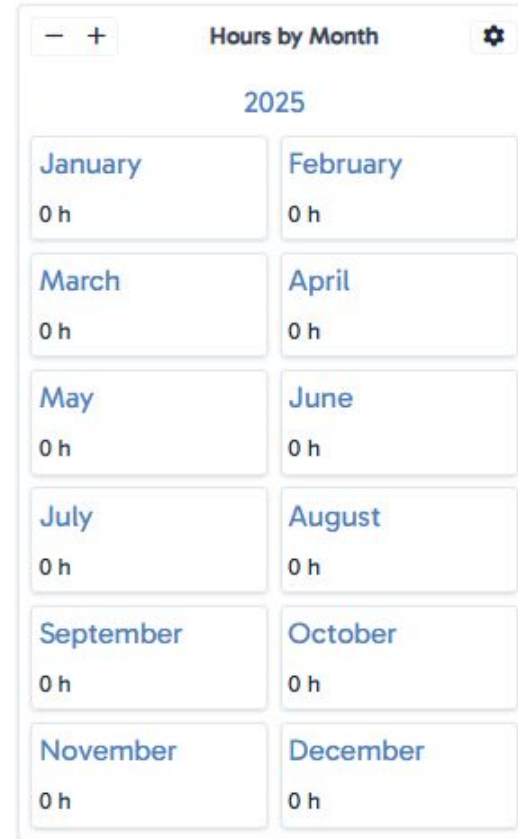 − + Hours by Month
2025
January
0 h
February
0 h
March
0 h
April
0 h
May
0 h
June
0 h
July
0 h
August
0 h
September
0 h
October
0 h
November
0 h
December
0 h